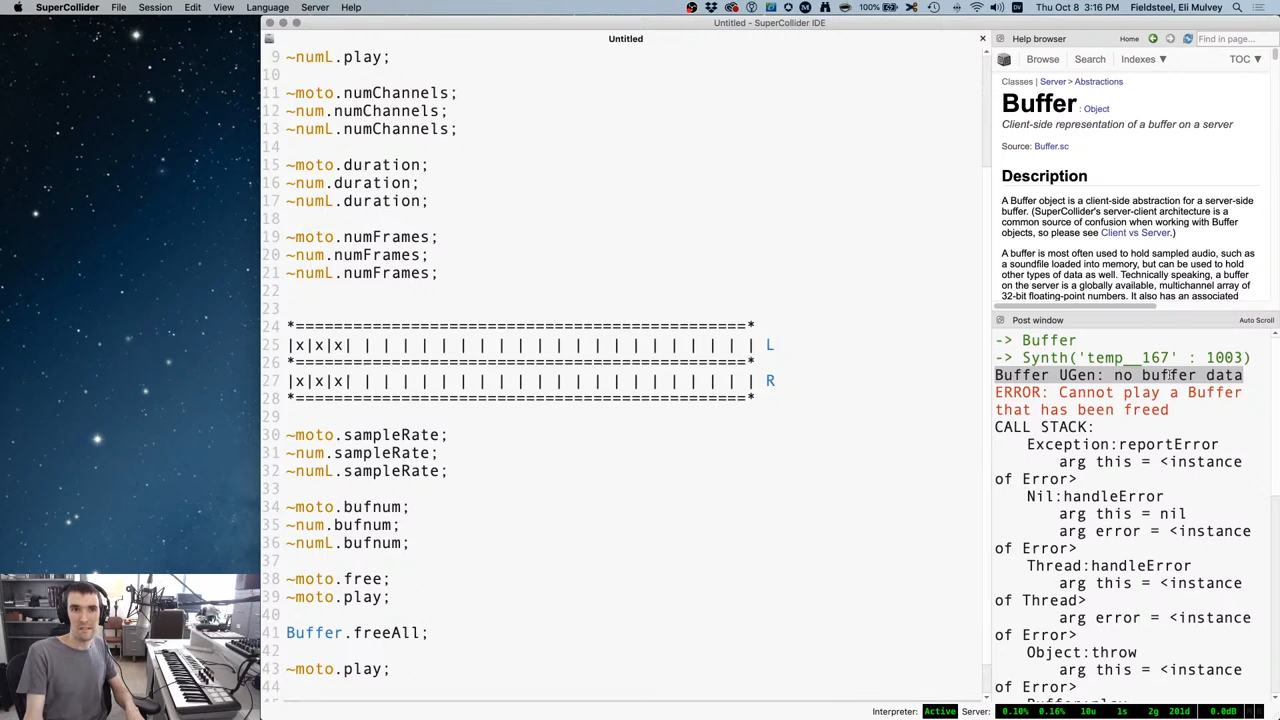 SuperCollider File Session Edit View Language Server Help 100% Thu Oct 8 3:16 PM Fieldsteel, Eli Mulvey
Untitled - SuperCollider IDE
Untitled
9 ~numL.play;
10
11 ~moto.numChannels;
12 ~num.numChannels;
13 ~numL.numChannels;
14
15 ~moto.duration;
16 ~num.duration;
17 ~numL.duration;
18
19 ~moto.numFrames;
20 ~num.numFrames;
21 ~numL.numFrames;
22
23
24 *===============================================*
25 |x|x|x| | | | | | | | | | | | | | | | | | | | | | L
26 *===============================================*
27 |x|x|x| | | | | | | | | | | | | | | | | | | | | | R
28 *===============================================*
29
30 ~moto.sampleRate;
31 ~num.sampleRate;
32 ~numL.sampleRate;
33
34 ~moto.bufnum;
35 ~num.bufnum;
36 ~numL.bufnum;
37
38 ~moto.free;
39 ~moto.play;
40
41 Buffer.freeAll;
42
43 ~moto.play;
44
Help browser Home Find in page...
Browse Search Indexes ▼ TOC ▼
Classes | Server > Abstractions
Buffer : Object
Client-side representation of a buffer on a server
Source: Buffer.sc
Description
A Buffer object is a client-side abstraction for a server-side
buffer. (SuperCollider's server-client architecture is a
common source of confusion when working with Buffer
objects, so please see Client vs Server.)
A buffer is most often used to hold sampled audio, such as
a soundfile loaded into memory, but can be used to hold
other types of data as well. Technically speaking, a buffer
on the server is a globally available, multichannel array of
32-bit floating-point numbers. It also has an associated
Post window Auto Scroll
-> Buffer
-> Synth('temp__167' : 1003)
Buffer UGen: no buffer data
ERROR: Cannot play a Buffer
that has been freed
CALL STACK:
Exception:reportError
arg this = <instance
of Error>
Nil:handleError
arg this = nil
arg error = <instance
of Error>
Thread:handleError
arg this = <instance
of Thread>
arg error = <instance
of Error>
Object:throw
arg this = <instance
of Error>
Buffer:play
Interpreter: Active Server: 0.10% 0.16% 10u 1s 2g 201d 0.0dB